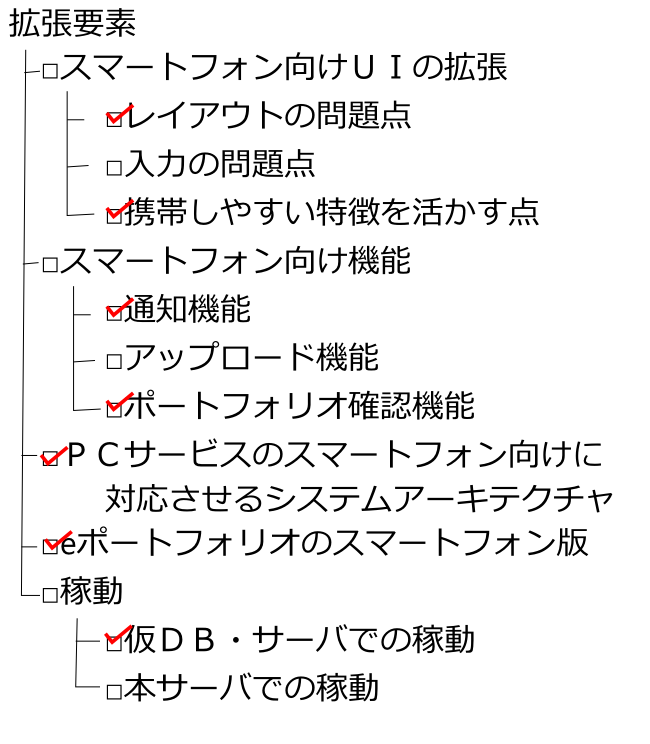 拡張要素
□スマートフォン向けＵＩの拡張
□レイアウトの問題点
□入力の問題点
□携帯しやすい特徴を活かす点
□スマートフォン向け機能
□通知機能
□アップロード機能
□ポートフォリオ確認機能
□ＰＣサービスのスマートフォン向けに
対応させるシステムアーキテクチャ
□eポートフォリオのスマートフォン版
□稼動
□仮ＤＢ・サーバでの稼動
□本サーバでの稼動